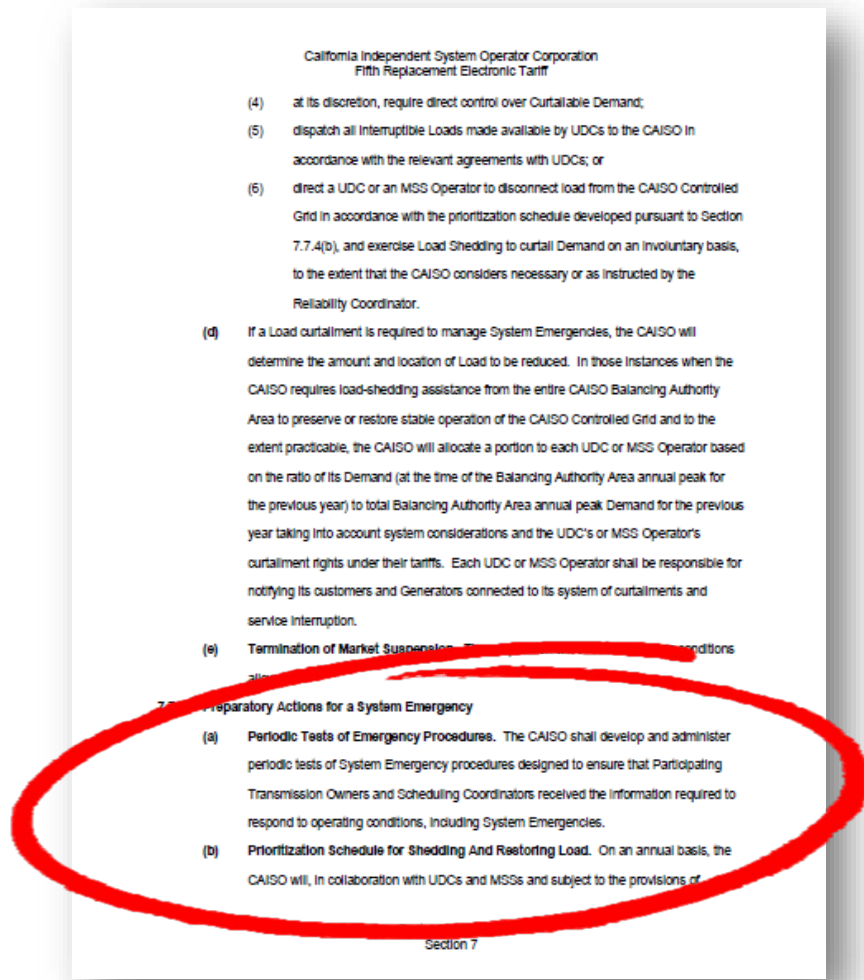 California Independent System Operator Corporation
Fifth Replacement Electronic Tariff
(4) at its discretion, require direct control over Curtailable Demand;
(5) dispatch all Interruptible Loads made available by UDCs to the CAISO in
accordance with the relevant agreements with UDCs; or
(6) direct a UDC or an MSS Operator to disconnect load from the CAISO Controlled
Grid in accordance with the prioritization schedule developed pursuant to Section
7.7.4(b), and exercise Load Shedding to curtail Demand on an involuntary basis,
to the extent that the CAISO considers necessary or as instructed by the
Reliability Coordinator.
(d) If a Load curtailment is required to manage System Emergencies, the CAISO will
determine the amount and location of Load to be reduced. In those instances when the
CAISO requires load-shedding assistance from the entire CAISO Balancing Authority
Area to preserve or restore stable operation of the CAISO Controlled Grid and to the
extent practicable, the CAISO will allocate a portion to each UDC or MSS Operator based
on the ratio of its Demand (at the time of the Balancing Authority Area annual peak for
the previous year) to total Balancing Authority Area annual peak Demand for the previous
year taking into account system considerations and the UDC's or MSS Operator's
curtailment rights under their tariffs. Each UDC or MSS Operator shall be responsible for
notifying its customers and Generators connected to its system of curtailments and
service interruption.
(e) Termination of Market Suspension. conditions
Preparatory Actions for a System Emergency
(a) Periodic Tests of Emergency Procedures. The CAISO shall develop and administer
periodic tests of System Emergency procedures designed to ensure that Participating
Transmission Owners and Scheduling Coordinators received the information required to
respond to operating conditions, including System Emergencies.
(b) Prioritization Schedule for Shedding And Restoring Load. On an annual basis, the
CAISO will, in collaboration with UDCs and MSSs and subject to the provisions of
Section 7